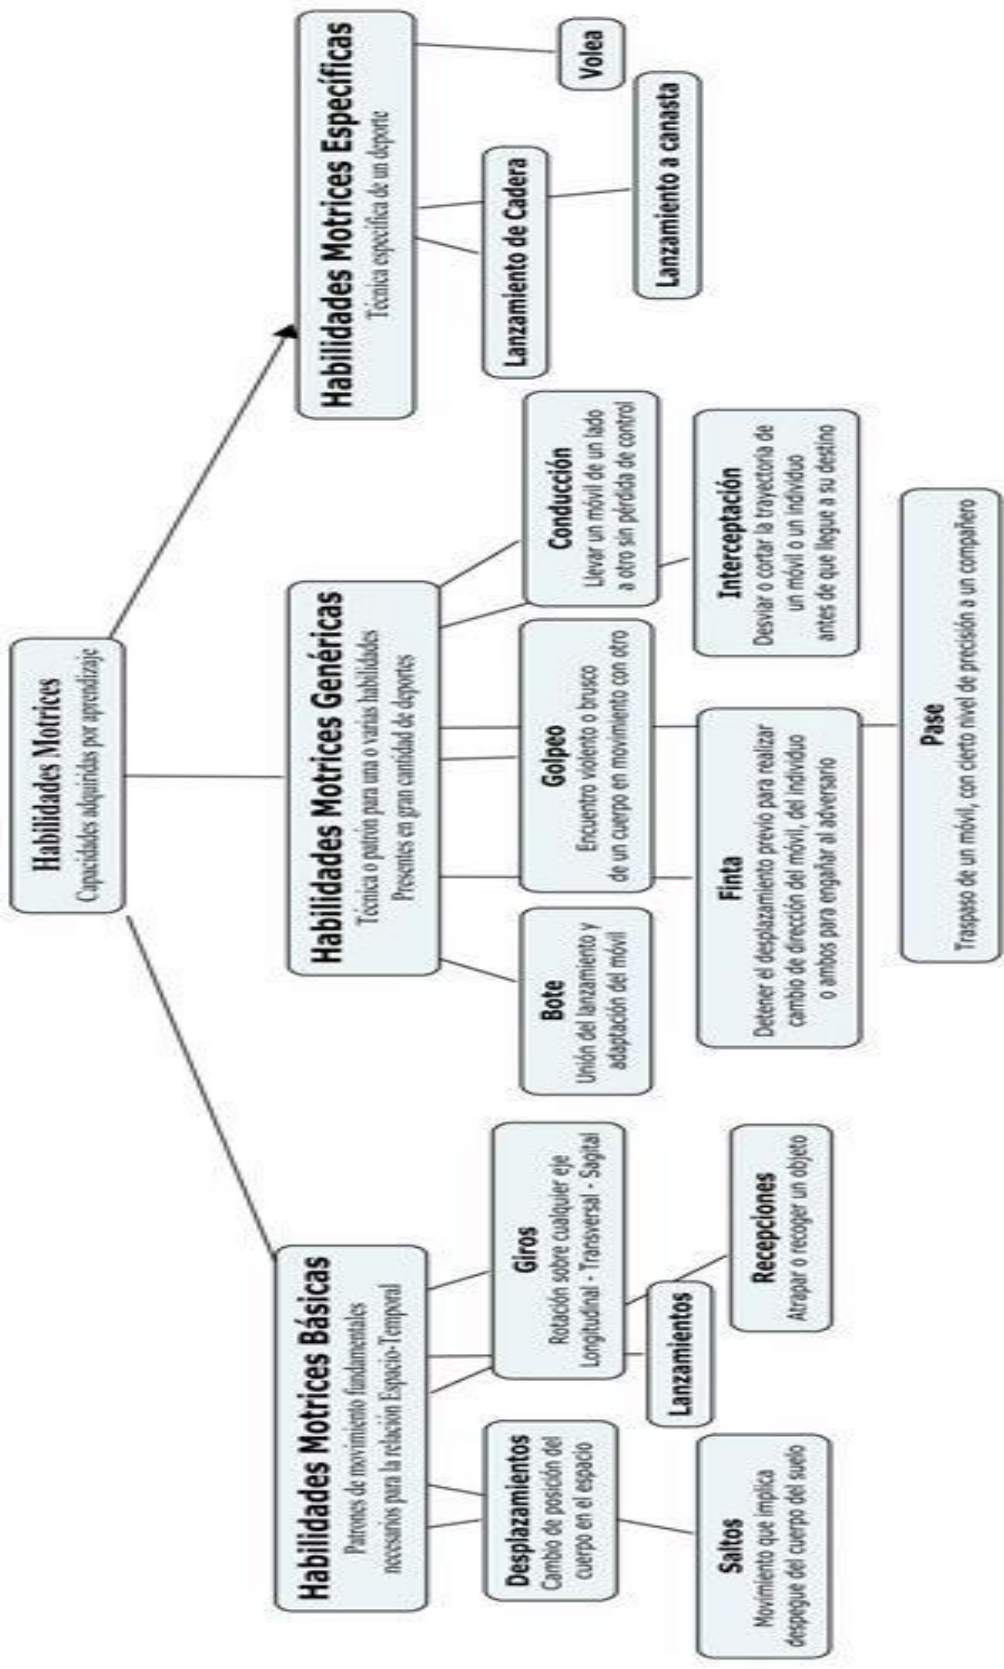 Habilidades Motrices
Capacidades adquiridas por aprendizaje
Habilidades Motrices Básicas
Patrones de movimiento fundamentales
necesarios para la relación Espacio-Temporal
Desplazamientos
Cambio de posición del
cuerpo en el espacio
Saltos
Movimiento que implica
despegue del cuerpo del suelo
Giros
Rotación sobre cualquier eje
Longitudinal - Transversal - Sagital
Lanzamientos
Recepciones
Atrapar o recoger un objeto
Habilidades Motrices Genéricas
Técnica o patrón para una o varias habilidades
Presentes en gran cantidad de deportes
Bote
Unión del lanzamiento y
adaptación del móvil
Golpeo
Encuentro violento o brusco
de un cuerpo en movimiento con otro
Conducción
Llevar un móvil de un lado
a otro sin pérdida de control
Finta
Detener el desplazamiento previo para realizar
cambio de dirección del móvil, del individuo
o ambos para engañar al adversario
Interceptación
Desviar o cortar la trayectoria de
un móvil o un individuo
antes de que llegue a su destino
Pase
Traspaso de un móvil, con cierto nivel de precisión a un compañero
Habilidades Motrices Específicas
Técnica específica de un deporte
Lanzamiento de Cadera
Lanzamiento a canasta
Volea